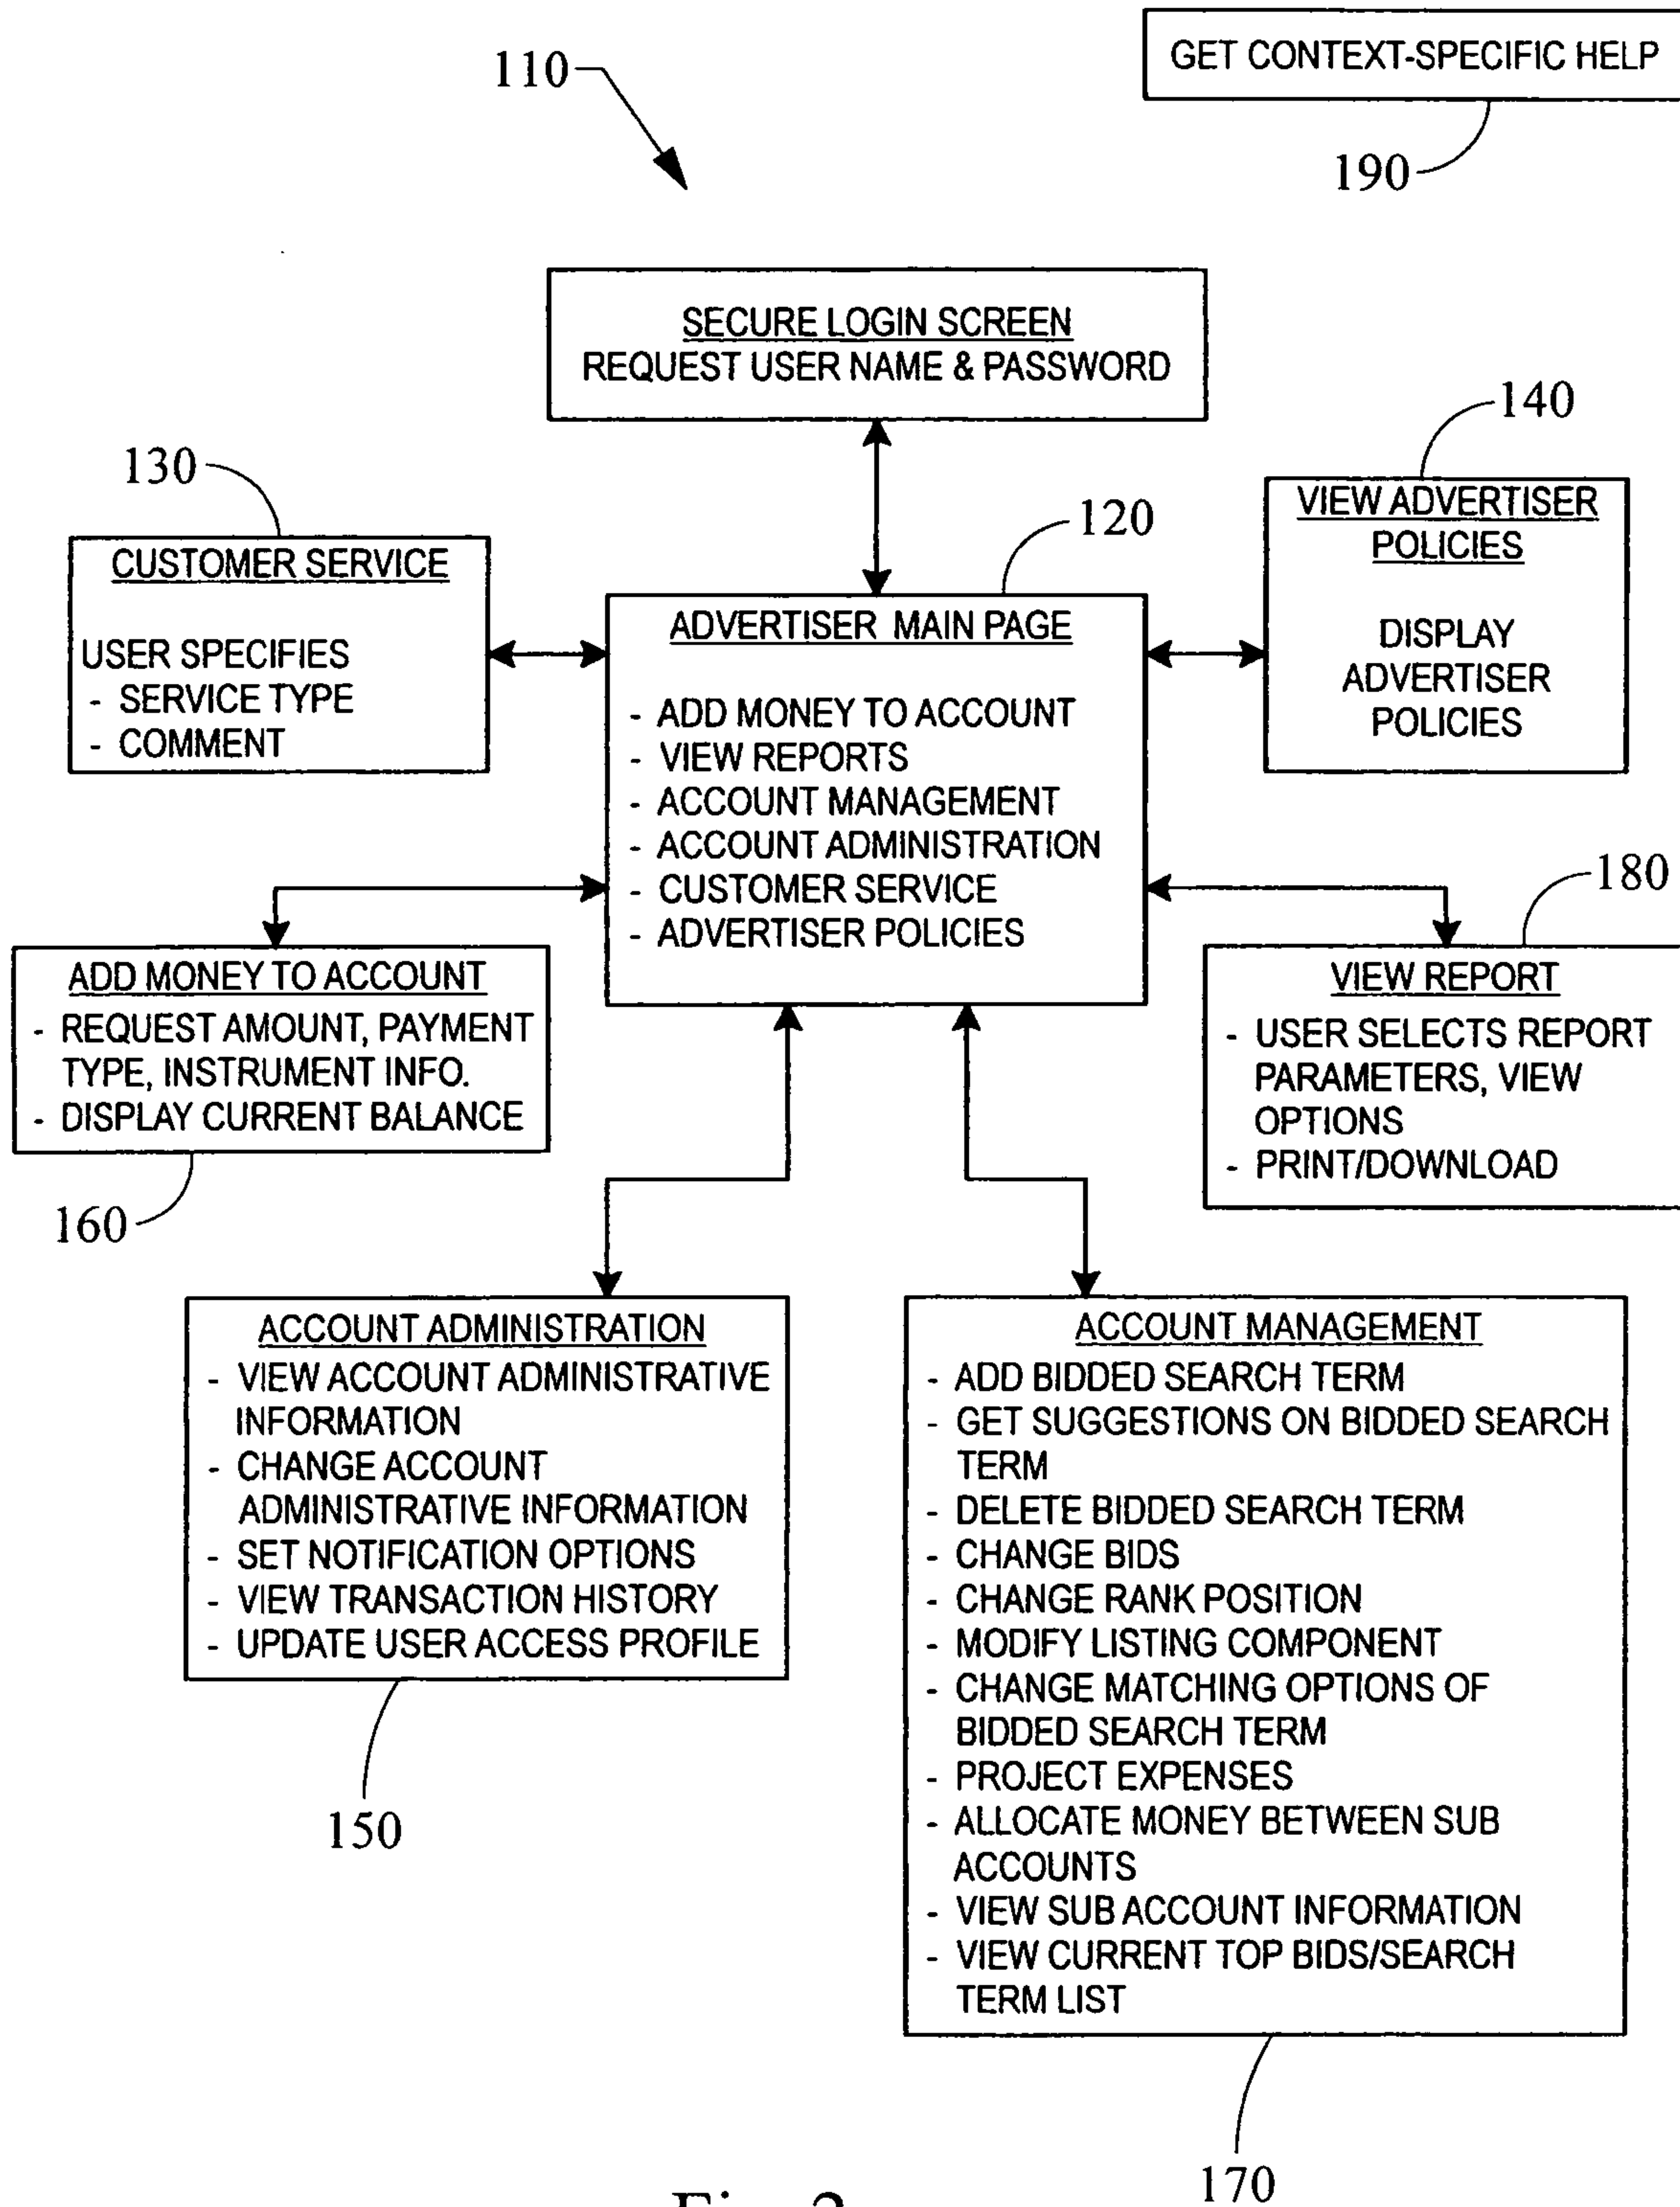 110
GET CONTEXT-SPECIFIC HELP
190
SECURE LOGIN SCREEN
REQUEST USER NAME & PASSWORD
130
CUSTOMER SERVICE
USER SPECIFIES
- SERVICE TYPE
- COMMENT
120
ADVERTISER MAIN PAGE
- ADD MONEY TO ACCOUNT
- VIEW REPORTS
- ACCOUNT MANAGEMENT
- ACCOUNT ADMINISTRATION
- CUSTOMER SERVICE
- ADVERTISER POLICIES
140
VIEW ADVERTISER
POLICIES
DISPLAY
ADVERTISER
POLICIES
ADD MONEY TO ACCOUNT
- REQUEST AMOUNT, PAYMENT
TYPE, INSTRUMENT INFO.
- DISPLAY CURRENT BALANCE
160
180
VIEW REPORT
- USER SELECTS REPORT
PARAMETERS, VIEW
OPTIONS
- PRINT/DOWNLOAD
ACCOUNT ADMINISTRATION
- VIEW ACCOUNT ADMINISTRATIVE
INFORMATION
- CHANGE ACCOUNT
ADMINISTRATIVE INFORMATION
- SET NOTIFICATION OPTIONS
- VIEW TRANSACTION HISTORY
- UPDATE USER ACCESS PROFILE
150
ACCOUNT MANAGEMENT
- ADD BIDDED SEARCH TERM
- GET SUGGESTIONS ON BIDDED SEARCH
TERM
- DELETE BIDDED SEARCH TERM
- CHANGE BIDS
- CHANGE RANK POSITION
- MODIFY LISTING COMPONENT
- CHANGE MATCHING OPTIONS OF
BIDDED SEARCH TERM
- PROJECT EXPENSES
- ALLOCATE MONEY BETWEEN SUB
ACCOUNTS
- VIEW SUB ACCOUNT INFORMATION
- VIEW CURRENT TOP BIDS/SEARCH
TERM LIST
170